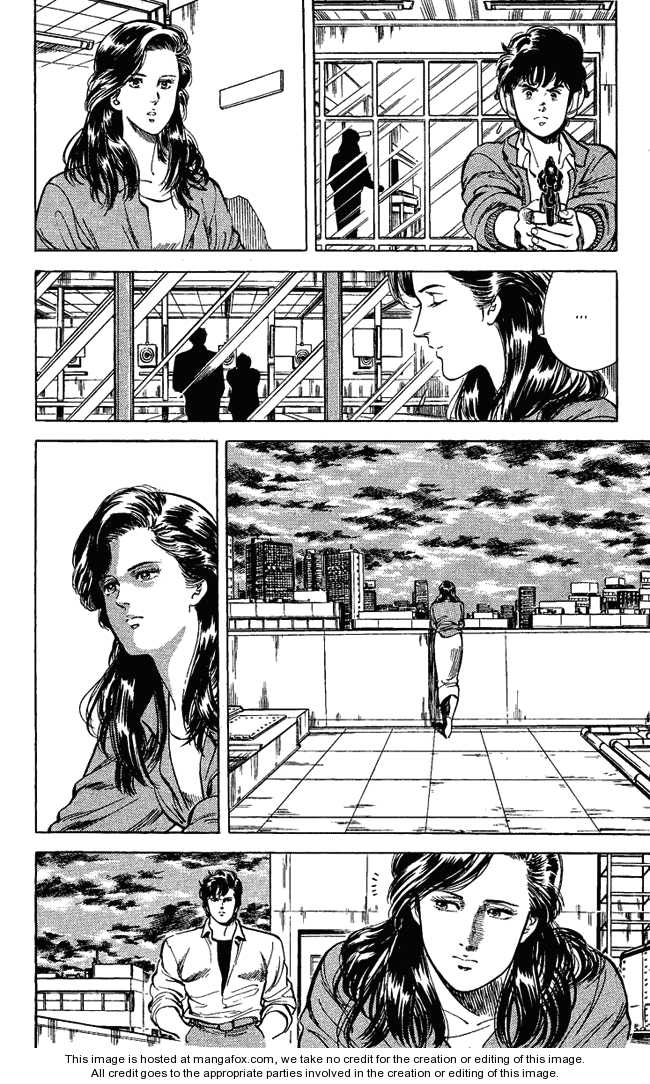 ...
This image is hosted at mangafox.com, we take no credit for the creation or editing of this image.
All credit goes to the appropriate parties involved in the creation or editing of this image.